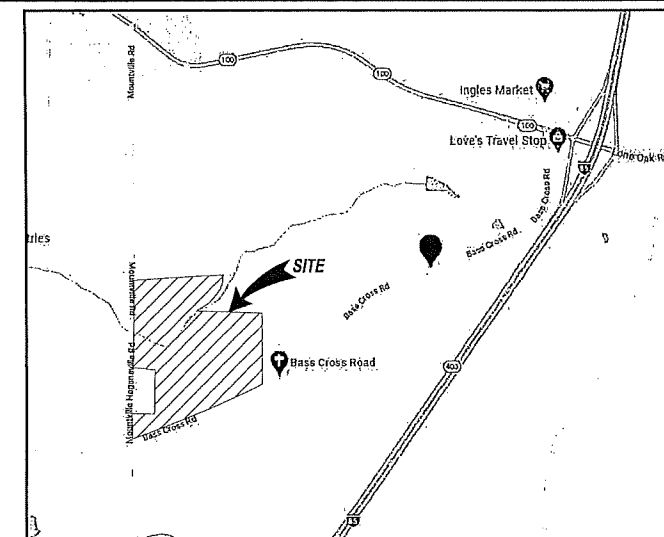 Mountville Rd
100
100
Ingles Market
100
Love's Travel Stop
85
Oak R
Bass Cross Rd
Bass Cross Rd
Bass Cross Rd
SITE
Mountville Rd
Mountville Hogansville Rd
Bass Cross Road
403
Bass Cross Rd
85